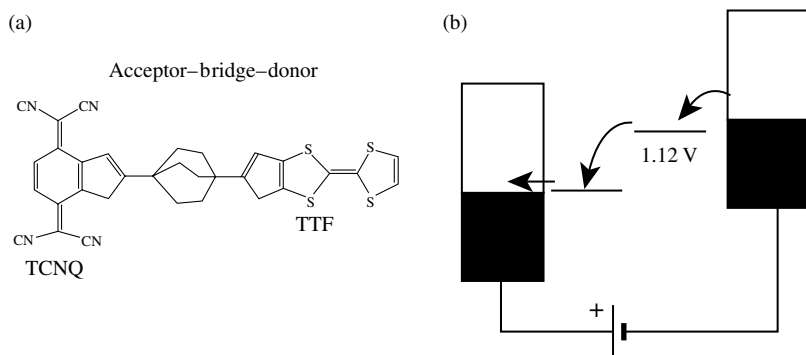 (a)
(b)
Acceptor–bridge–donor
CN CN
S S
S S
1.12 V
CN CN
TTF
TCNQ
+